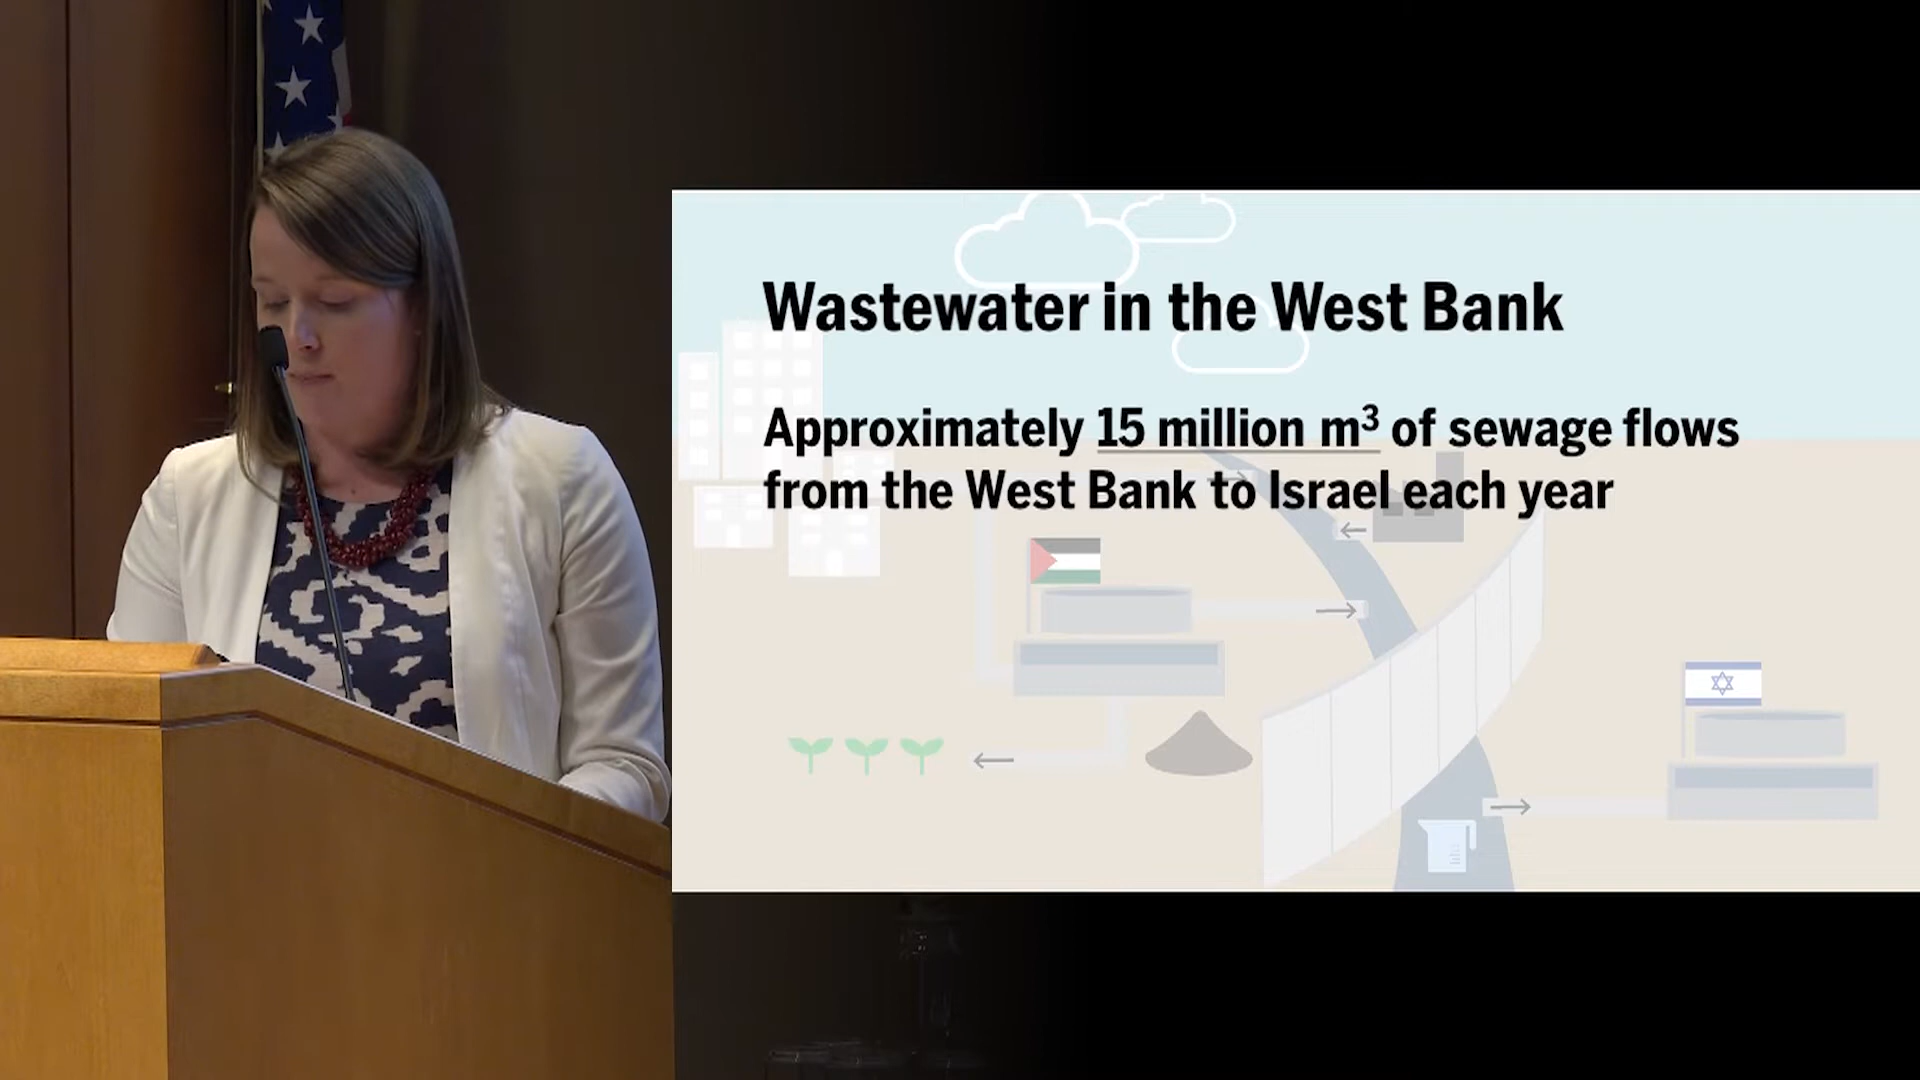 Wastewater in the West Bank
Approximately 15 million m³ of sewage flows
from the West Bank to Israel each year